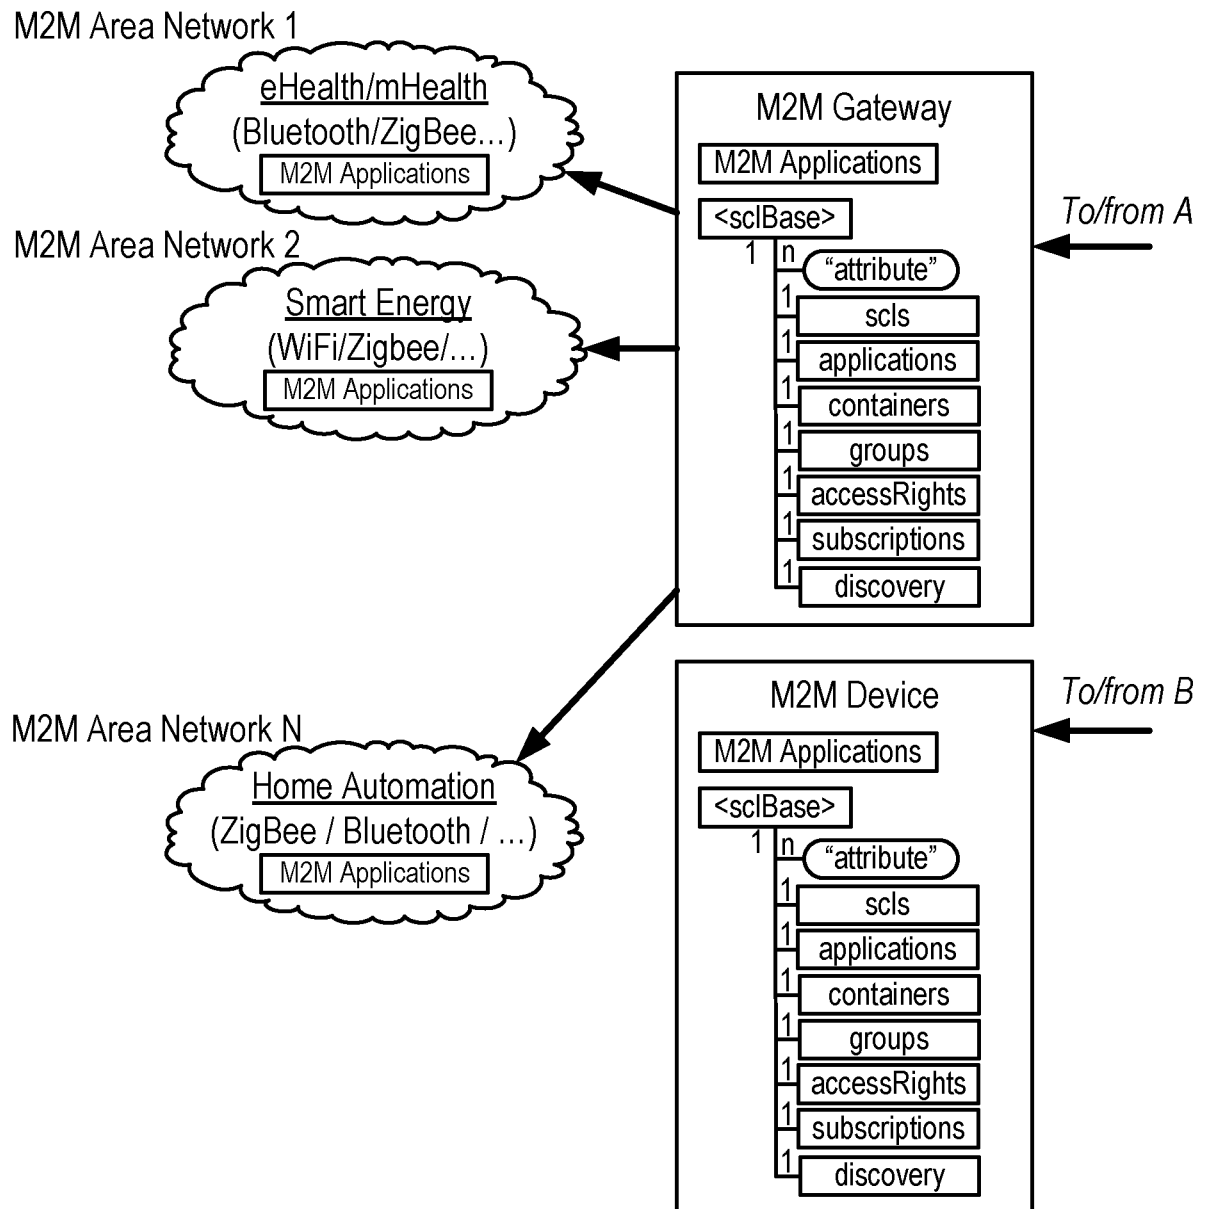 M2M Area Network 1
eHealth/mHealth
(Bluetooth/ZigBee…)
M2M Applications
M2M Area Network 2
Smart Energy
(WiFi/Zigbee/…)
M2M Applications
M2M Area Network N
Home Automation
(ZigBee / Bluetooth / …)
M2M Applications
M2M Gateway
M2M Applications
<sclBase>
1 n
“attribute”
1
scls
1
applications
1
containers
1
groups
1
accessRights
1
subscriptions
1
discovery
To/from A
M2M Device
M2M Applications
<sclBase>
1 n
“attribute”
1
scls
1
applications
1
containers
1
groups
1
accessRights
1
subscriptions
1
discovery
To/from B